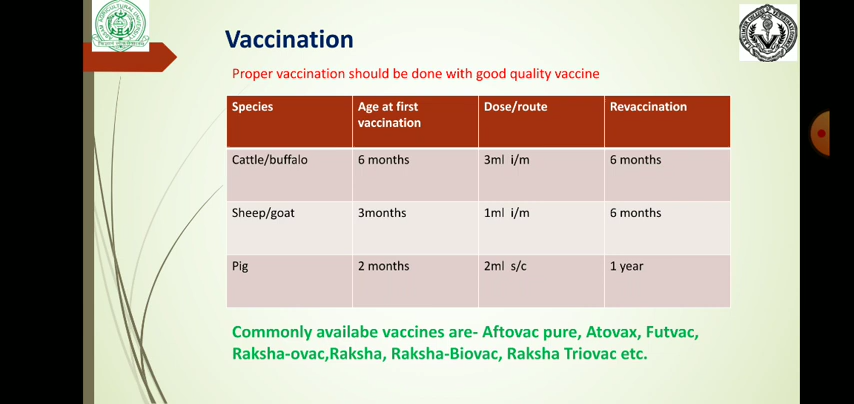 Vaccination
Proper vaccination should be done with good quality vaccine
Species Age at first vaccination Dose/route Revaccination
Cattle/buffalo 6 months 3ml i/m 6 months
Sheep/goat 3months 1ml i/m 6 months
Pig 2 months 2ml s/c 1 year
Commonly availabe vaccines are- Aftovac pure, Atovax, Futvac,
Raksha-ovac,Raksha, Raksha-Biovac, Raksha Triovac etc.